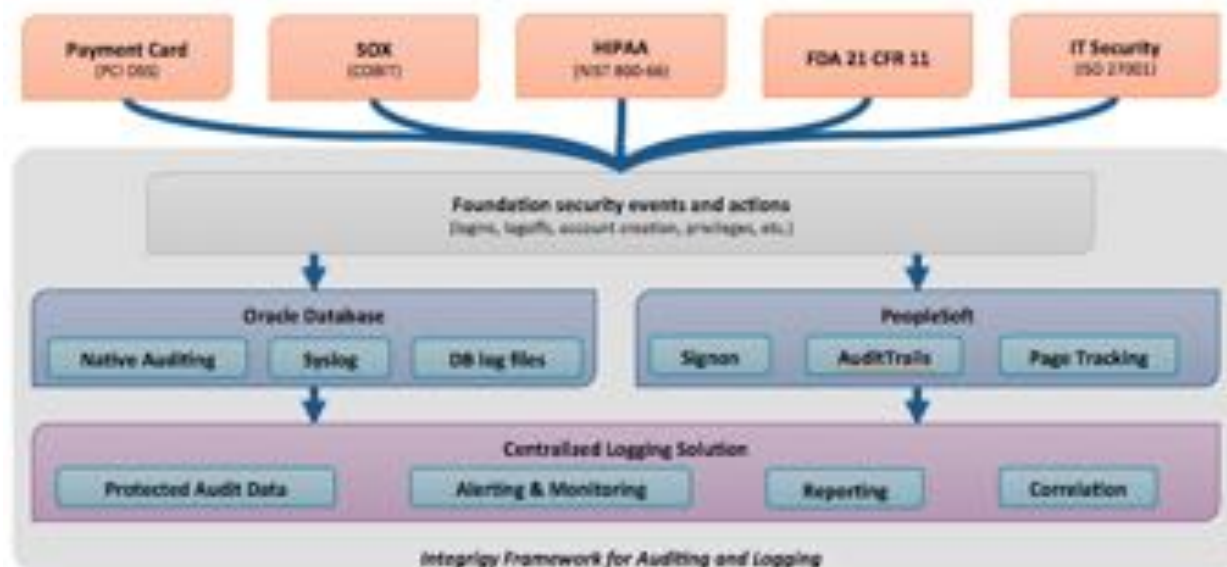 Payment Card
(PCI DSS)
SOX
(COBIT)
HIPAA
(NIST 800-66)
FDA 21 CFR 11
IT Security
(ISO 27001)
Foundation security events and actions
(logins, logoffs, account creation, privileges, etc.)
Oracle Database
Native Auditing
Syslog
DB log files
PeopleSoft
Signon
AuditTrails
Page Tracking
Centralized Logging Solution
Protected Audit Data
Alerting & Monitoring
Reporting
Correlation
Integrigy Framework for Auditing and Logging